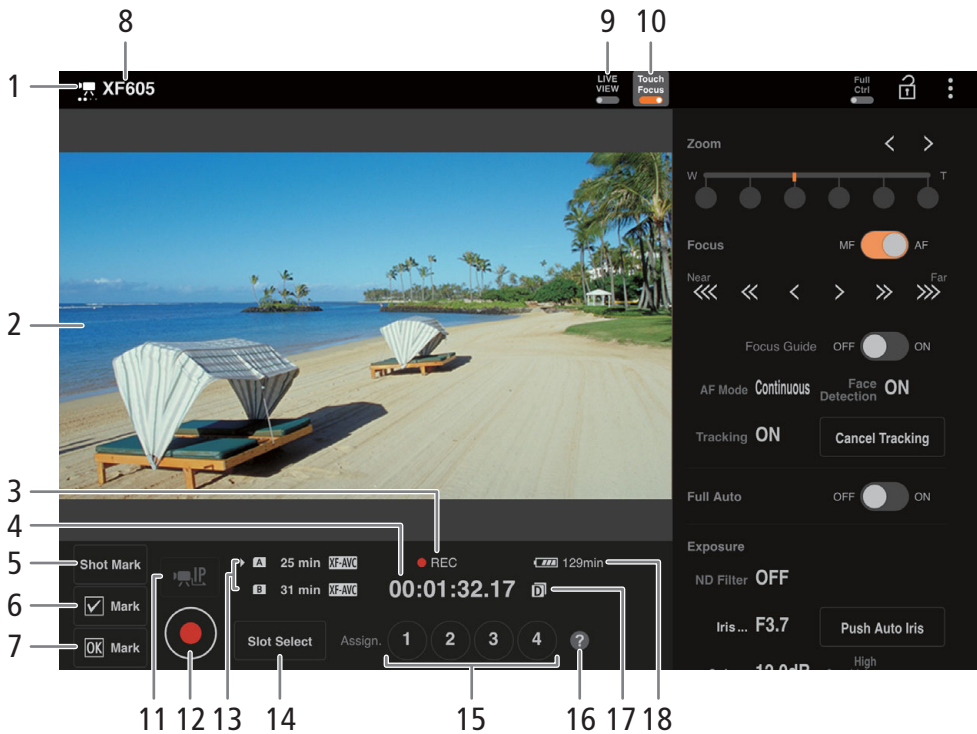 8 9 10
1 XF605 LIVE VIEW Touch Focus Full Ctrl
Zoom < >
W T
Focus MF AF
Near Far
2
Focus Guide OFF ON
AF Mode Continuous Face Detection ON
Tracking ON Cancel Tracking
3
4
Full Auto OFF ON
5 Shot Mark A 25 min XF-AVC REC 129min
IP B 31 min XF-AVC 00:01:32.17 D
6 Mark
7 OK Mark
Slot Select Assign. 1 2 3 4 ?
Exposure
ND Filter OFF
Iris... F3.7 Push Auto Iris
High
11 12 13 14 15 16 17 18